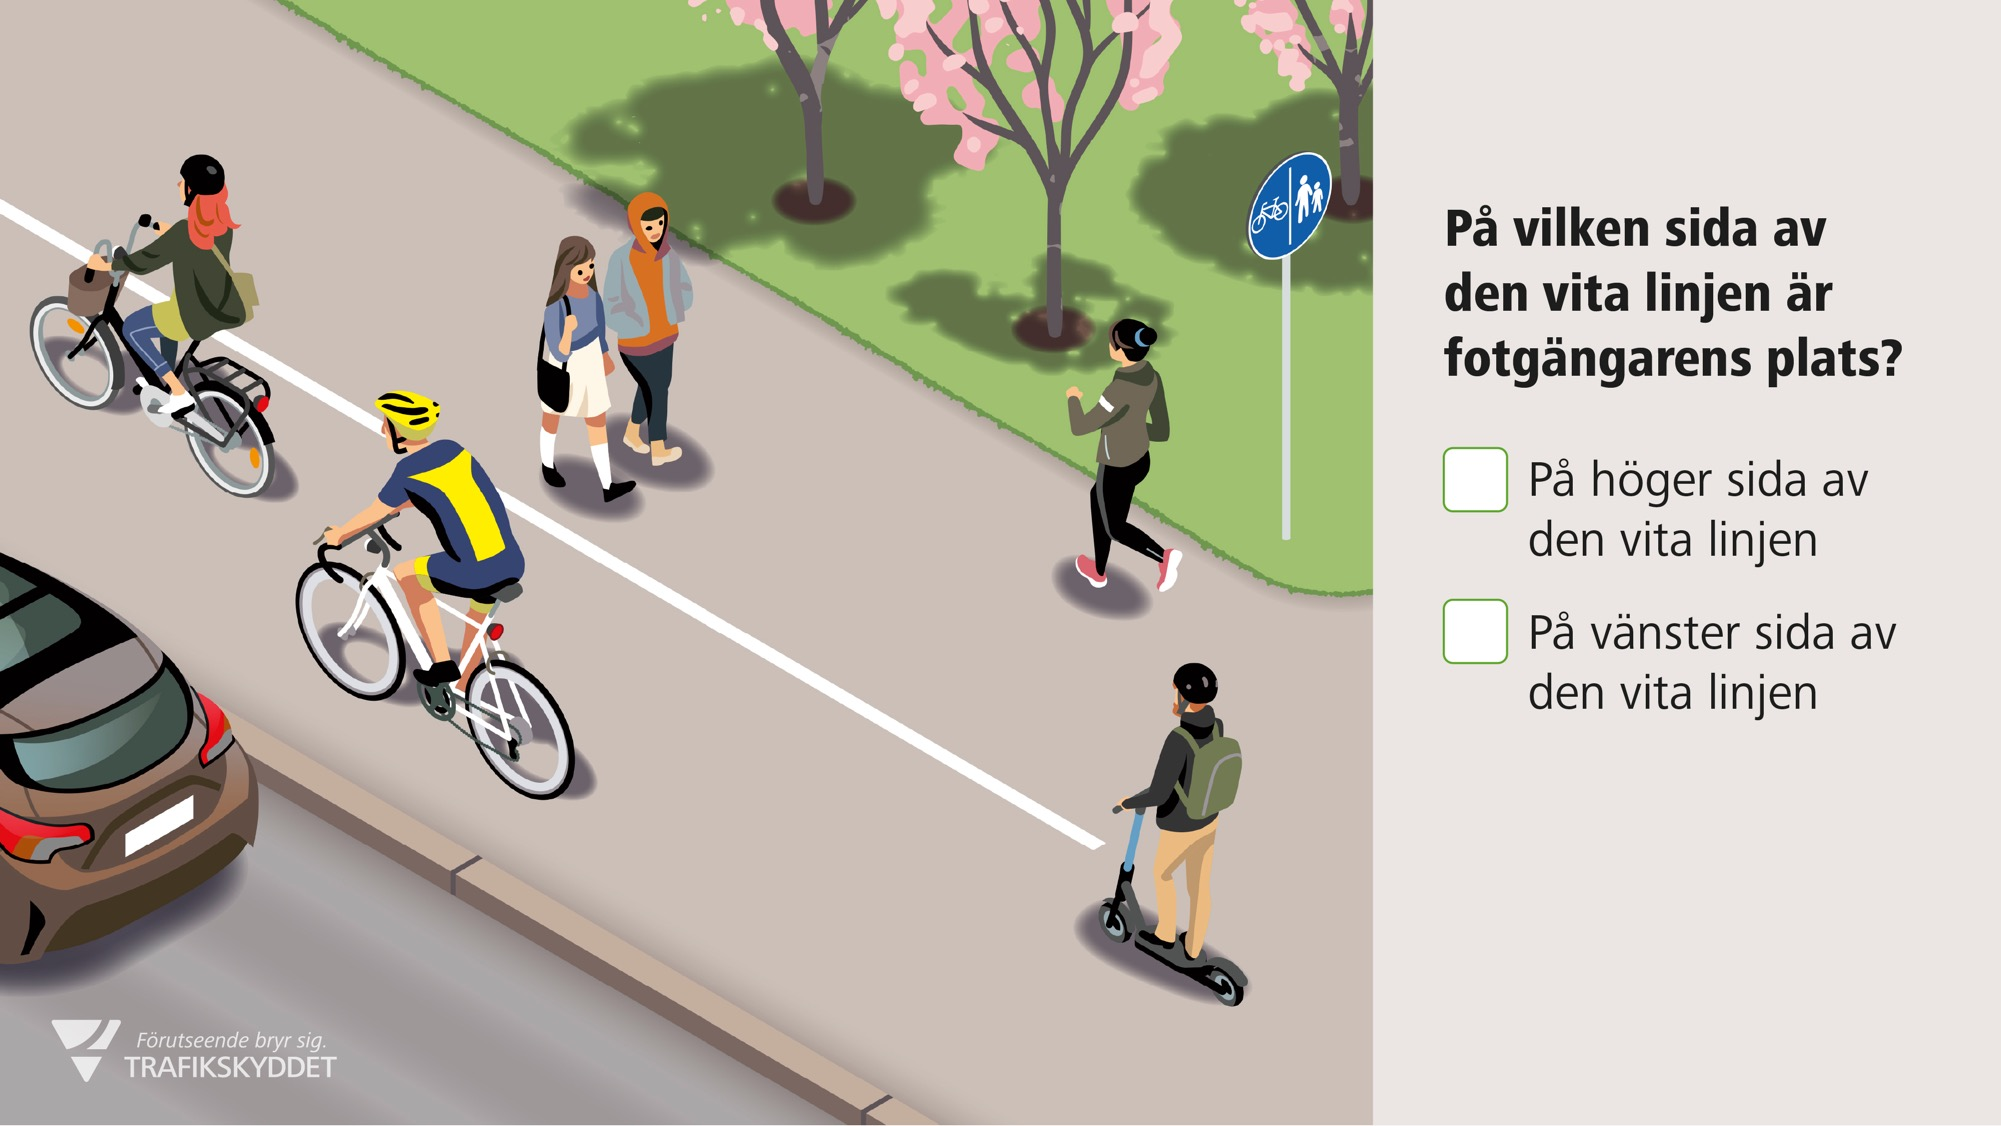 På vilken sida av
den vita linjen är
fotgängarens plats?
På höger sida av
den vita linjen
På vänster sida av
den vita linjen
Förutseende bryr sig.
TRAFIKSKYDDET